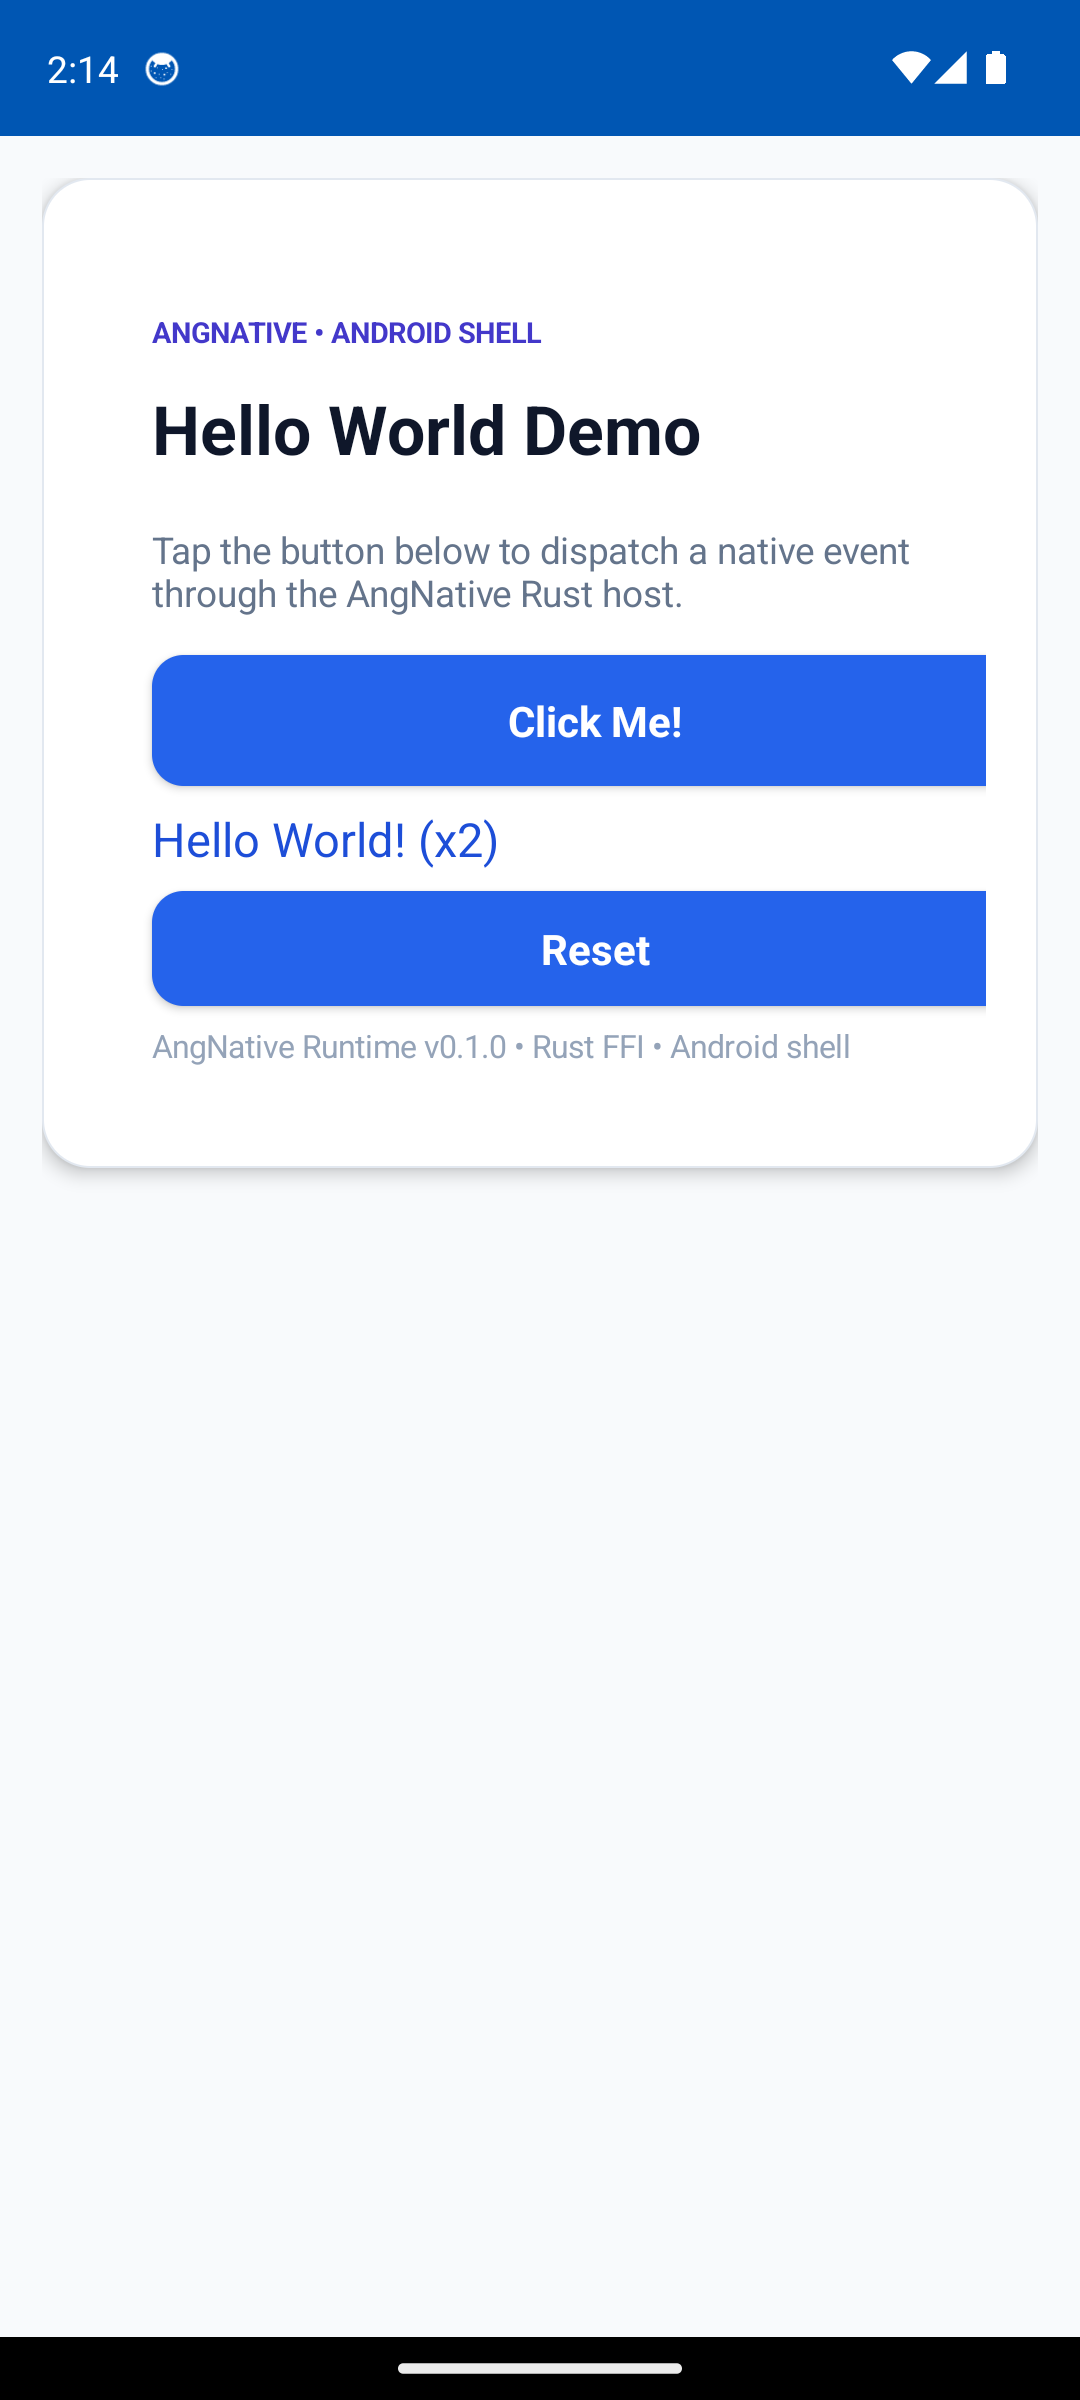 2:14
ANGNATIVE • ANDROID SHELL
Hello World Demo
Tap the button below to dispatch a native event
through the AngNative Rust host.
Click Me!
Hello World! (x2)
Reset
AngNative Runtime v0.1.0 • Rust FFI • Android shell